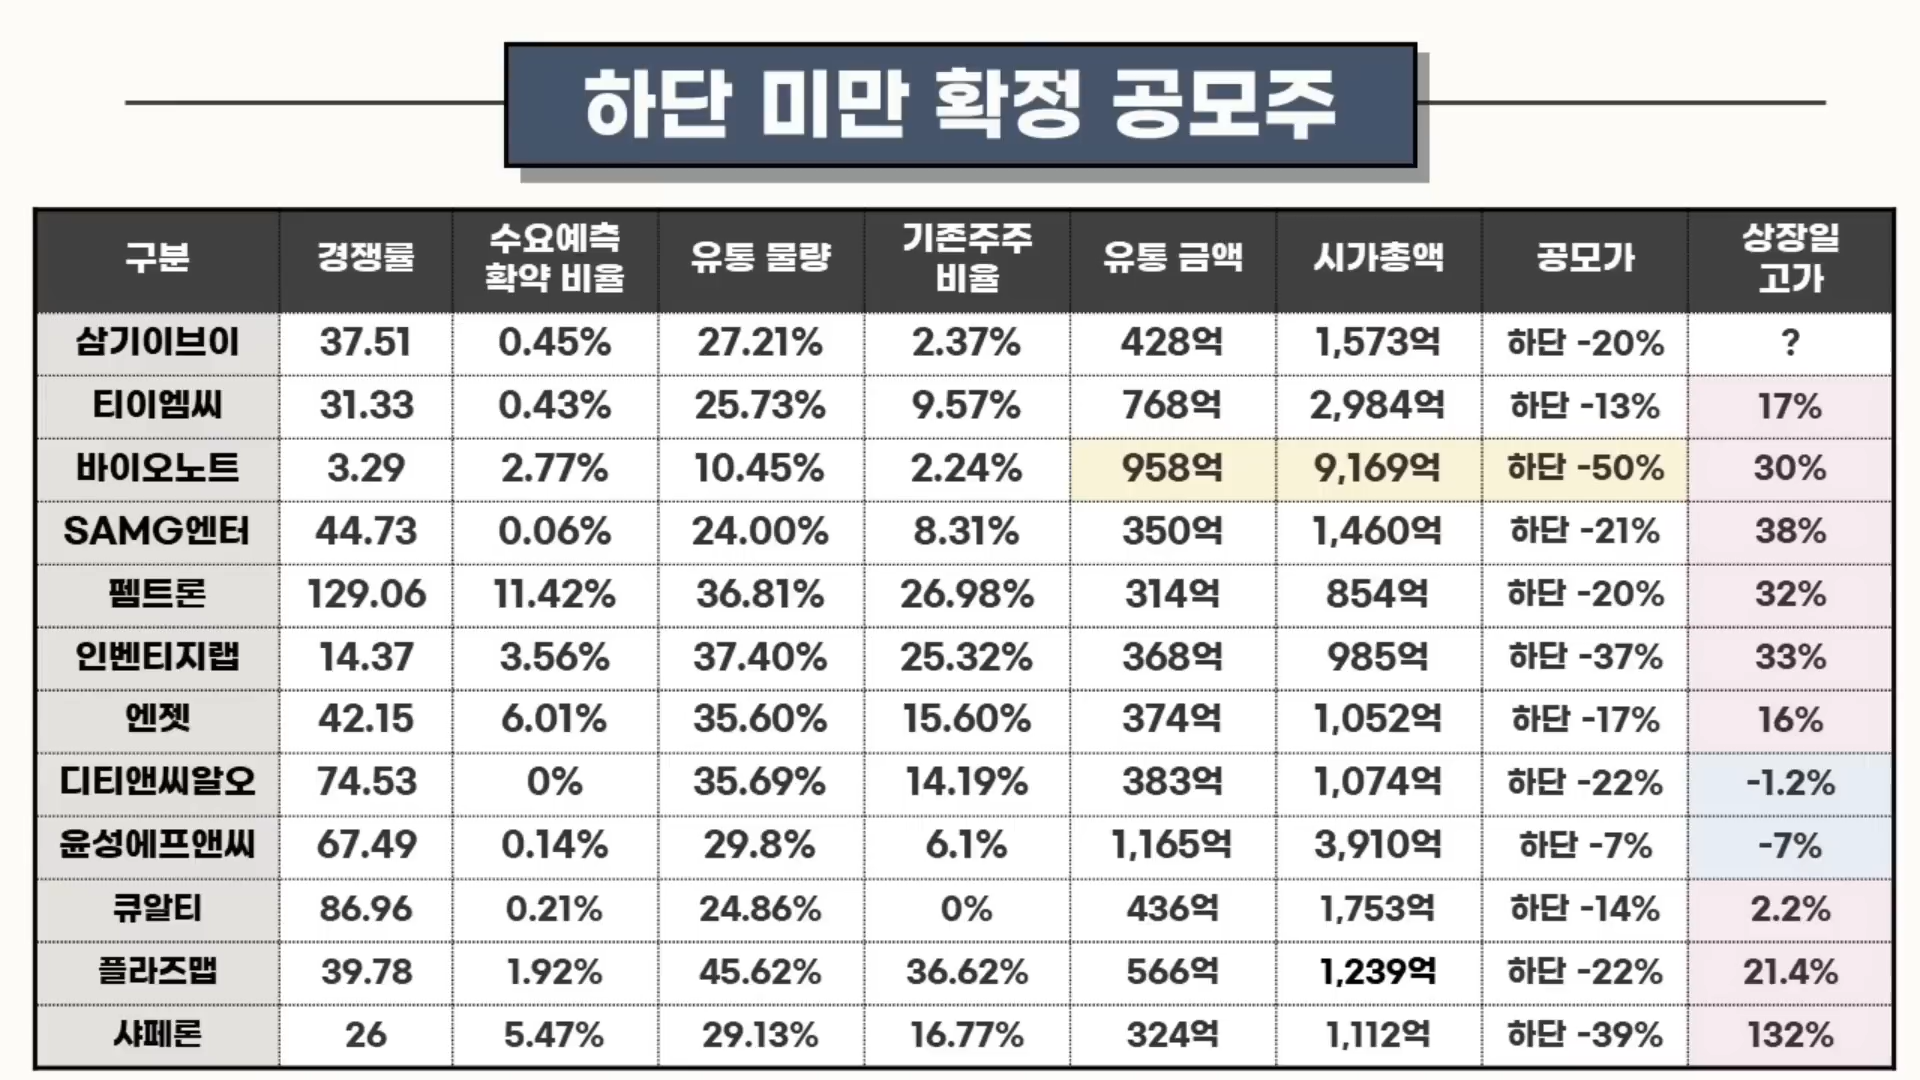 하단 미만 확정 공모주
구분 경쟁률 수요예측 확약 비율 유통 물량 기존주주 비율 유통 금액 시가총액 공모가 상장일 고가
삼기이브이 37.51 0.45% 27.21% 2.37% 428억 1,573억 하단 -20% ?
티이엠씨 31.33 0.43% 25.73% 9.57% 768억 2,984억 하단 -13% 17%
바이오노트 3.29 2.77% 10.45% 2.24% 958억 9,169억 하단 -50% 30%
SAMG엔터 44.73 0.06% 24.00% 8.31% 350억 1,460억 하단 -21% 38%
펨트론 129.06 11.42% 36.81% 26.98% 314억 854억 하단 -20% 32%
인벤티지랩 14.37 3.56% 37.40% 25.32% 368억 985억 하단 -37% 33%
엔젯 42.15 6.01% 35.60% 15.60% 374억 1,052억 하단 -17% 16%
디티앤씨알오 74.53 0% 35.69% 14.19% 383억 1,074억 하단 -22% -1.2%
윤성에프앤씨 67.49 0.14% 29.8% 6.1% 1,165억 3,910억 하단 -7% -7%
큐알티 86.96 0.21% 24.86% 0% 436억 1,753억 하단 -14% 2.2%
플라즈맵 39.78 1.92% 45.62% 36.62% 566억 1,239억 하단 -22% 21.4%
샤페론 26 5.47% 29.13% 16.77% 324억 1,112억 하단 -39% 132%